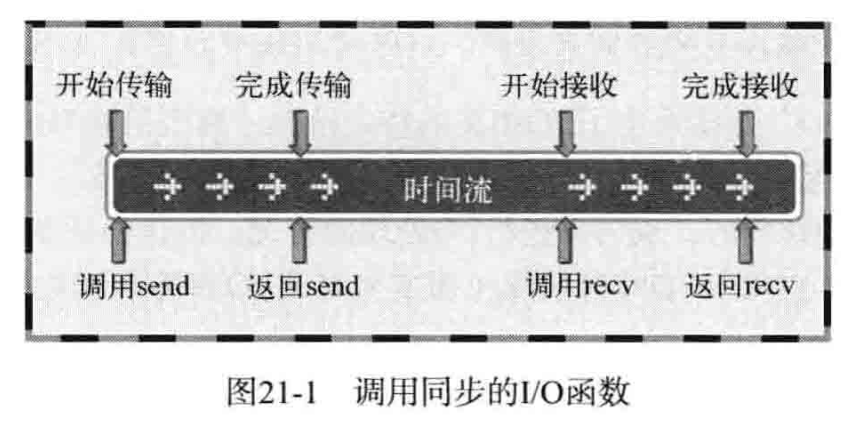 开始传输 完成传输 开始接收 完成接收
时间流
调用send 返回send 调用recv 返回recv
图21-1 调用同步的I/O函数